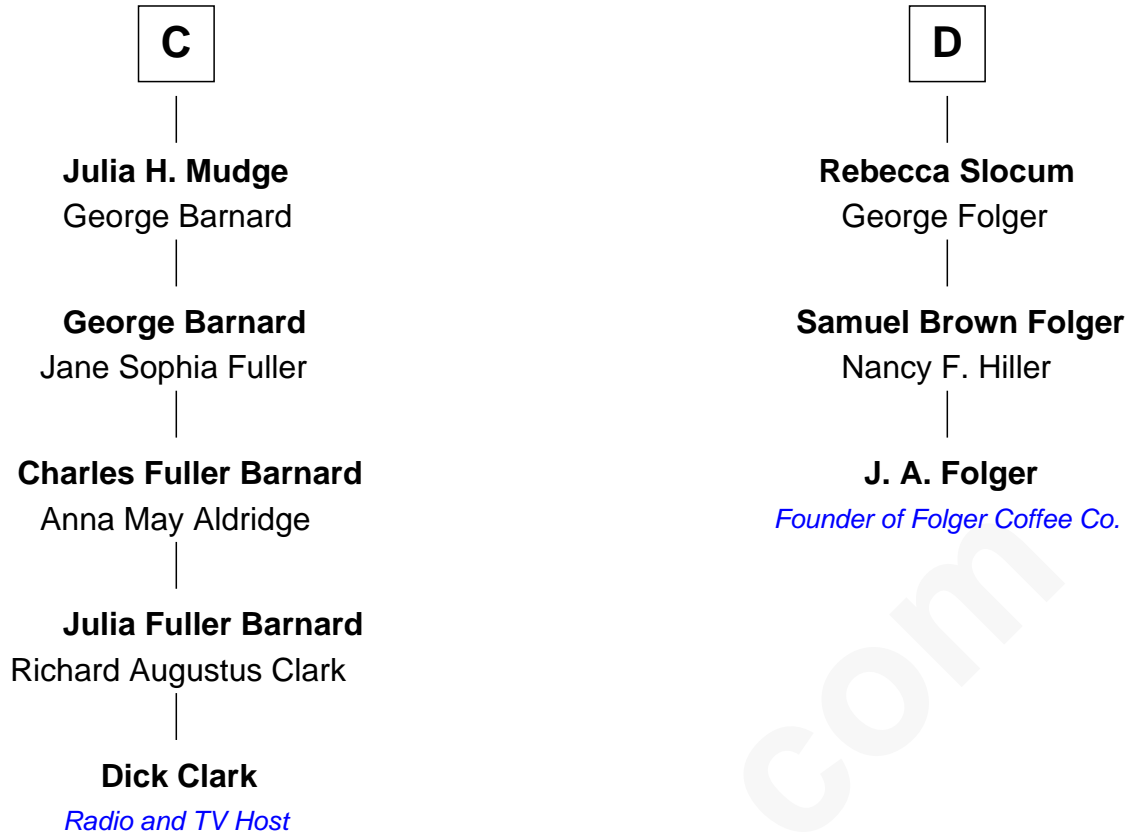 C
Julia H. Mudge
George Barnard
George Barnard
Jane Sophia Fuller
Charles Fuller Barnard
Anna May Aldridge
Julia Fuller Barnard
Richard Augustus Clark
Dick Clark
Radio and TV Host
D
Rebecca Slocum
George Folger
Samuel Brown Folger
Nancy F. Hiller
J. A. Folger
Founder of Folger Coffee Co.
com